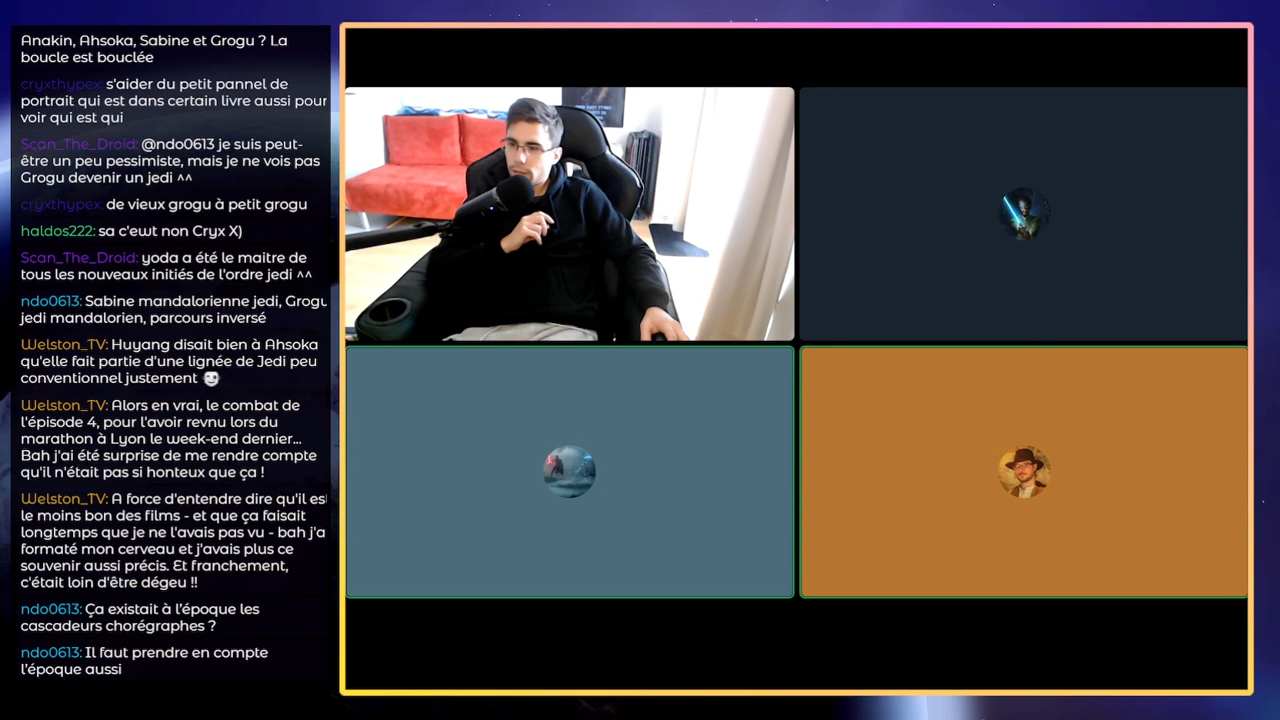 Anakin, Ahsoka, Sabine et Grogu ? La
boucle est bouclée
cryxthypex: s'aider du petit pannel de
portrait qui est dans certain livre aussi pour
voir qui est qui
Scan_The_Droid: @ndo0613 je suis peut-
être un peu pessimiste, mais je ne vois pas
Grogu devenir un jedi ^^
cryxthypex: de vieux grogu à petit grogu
haldos222: sa c'ewt non Cryx X)
Scan_The_Droid: yoda a été le maitre de
tous les nouveaux initiés de l'ordre jedi ^^
ndo0613: Sabine mandalorienne jedi, Grogu
jedi mandalorien, parcours inversé
Welston_TV: Huyang disait bien à Ahsoka
qu'elle fait partie d'une lignée de Jedi peu
conventionnel justement
Welston_TV: Alors en vrai, le combat de
l'épisode 4, pour l'avoir revnu lors du
marathon à Lyon le week-end dernier...
Bah j'ai été surprise de me rendre compte
qu'il n'était pas si honteux que ça !
Welston_TV: A force d'entendre dire qu'il est
le moins bon des films - et que ça faisait
longtemps que je ne l'avais pas vu - bah j'a
formaté mon cerveau et j'avais plus ce
souvenir aussi précis. Et franchement,
c'était loin d'être dégeu !!
ndo0613: Ça existait à l'époque les
cascadeurs chorégraphes ?
ndo0613: Il faut prendre en compte
l'époque aussi